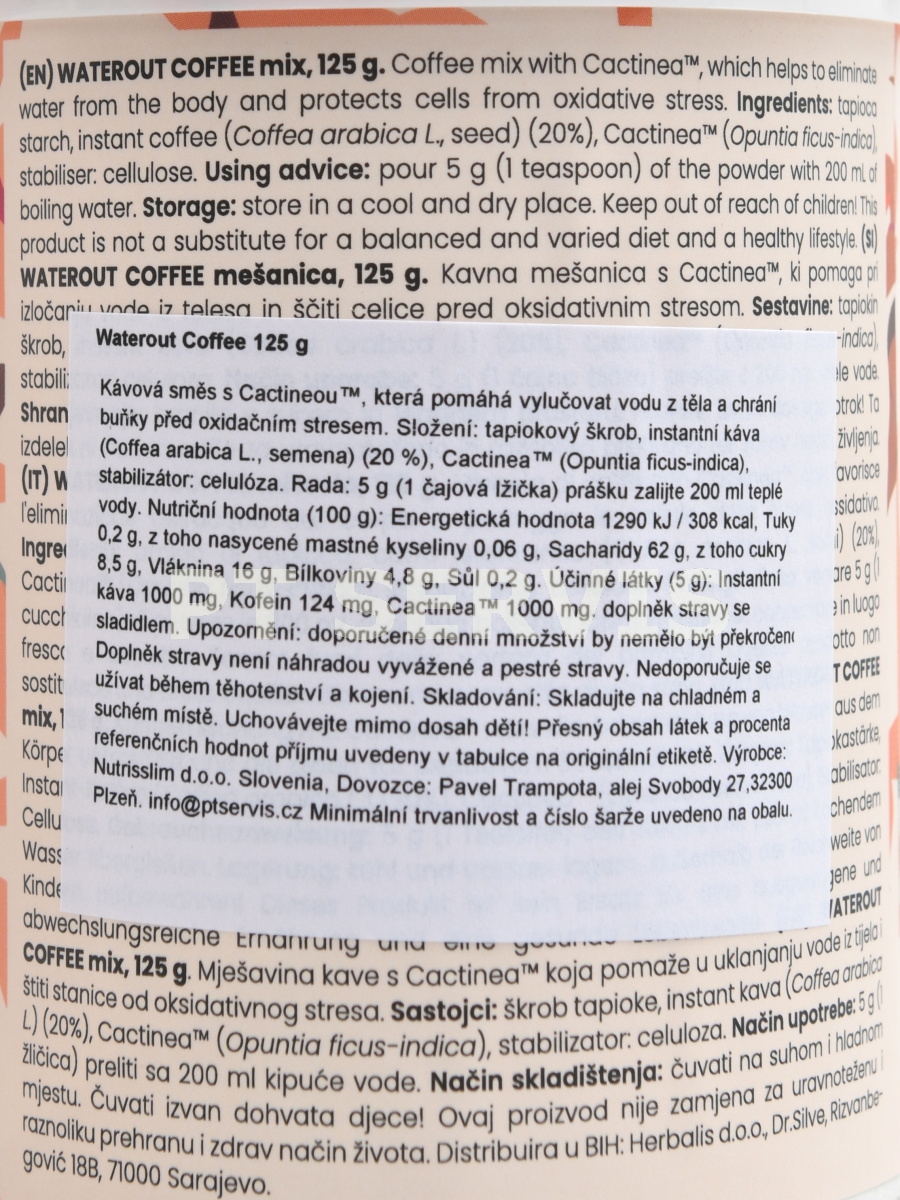 (EN) WATEROUT COFFEE mix, 125 g. Coffee mix with Cactinea™, which helps to eliminate
water from the body and protects cells from oxidative stress. Ingredients: tapioca
starch, instant coffee (Coffea arabica L., seed) (20%), Cactinea™ (Opuntia ficus-indica),
stabiliser: cellulose. Using advice: pour 5 g (1 teaspoon) of the powder with 200 mL of
boiling water. Storage: store in a cool and dry place. Keep out of reach of children! This
product is not a substitute for a balanced and varied diet and a healthy lifestyle. (SI)
WATEROUT COFFEE mešanica, 125 g. Kavna mešanica s Cactinea™, ki pomaga pri
izločanju vode iz telesa in ščiti celice pred oksidativnim stresom. Sestavine: tapiokin
škrob,
Waterout Coffee 125 g
Kávová směs s Cactineou™, která pomáhá vylučovat vodu z těla a chrání
buňky před oxidačním stresem. Složení: tapiokový škrob, instantní káva
(Coffea arabica L., semena) (20 %), Cactinea™ (Opuntia ficus-indica),
stabilizátor: celulóza. Rada: 5 g (1 čajová lžička) prášku zalijte 200 ml teplé
vody. Nutriční hodnota (100 g): Energetická hodnota 1290 kJ / 308 kcal, Tuky
0,2 g, z toho nasycené mastné kyseliny 0,06 g, Sacharidy 62 g, z toho cukry
8,5 g, Vláknina 16 g, Bílkoviny 4,8 g, Sůl 0,2 g. Účinné látky (5 g): Instantní
káva 1000 mg, Kofein 124 mg, Cactinea™ 1000 mg, doplněk stravy se
sladidlem. Upozornění: doporučené denní množství by nemělo být překročeno
Doplněk stravy není náhradou vyvážené a pestré stravy. Nedoporučuje se
užívat během těhotenství a kojení. Skladování: Skladujte na chladném a
suchém místě. Uchovávejte mimo dosah dětí! Přesný obsah látek a procenta
referenčních hodnot příjmu uvedeny v tabulce na originální etiketě. Výrobce:
Nutrisslim d.o.o. Slovenia, Dovozce: Pavel Trampota, alej Svobody 27,32300
Plzeň. info@ptservis.cz Minimální trvanlivost a číslo šarže uvedeno na obalu.
PT SERVIS
abwechslungsreiche Ernährung und eine gesunde WATEROUT
COFFEE mix, 125 g. Mješavina kave s Cactinea™ koja pomaže u uklanjanju vode iz tijela i
štiti stanice od oksidativnog stresa. Sastojci: škrob tapioke, instant kava (Coffea arabica
L.) (20%), Cactinea™ (Opuntia ficus-indica), stabilizator: celuloza. Način upotrebe: 5 g (1
žličica) preliti sa 200 ml kipuće vode. Način skladištenja: čuvati na suhom i hladnom
mjestu. Čuvati izvan dohvata djece! Ovaj proizvod nije zamjena za uravnoteženu i
raznoliku prehranu i zdrav način života. Distribuira u BIH: Herbalis d.o.o., Dr.Silve, Rizvanbe-
gović 18B, 71000 Sarajevo.